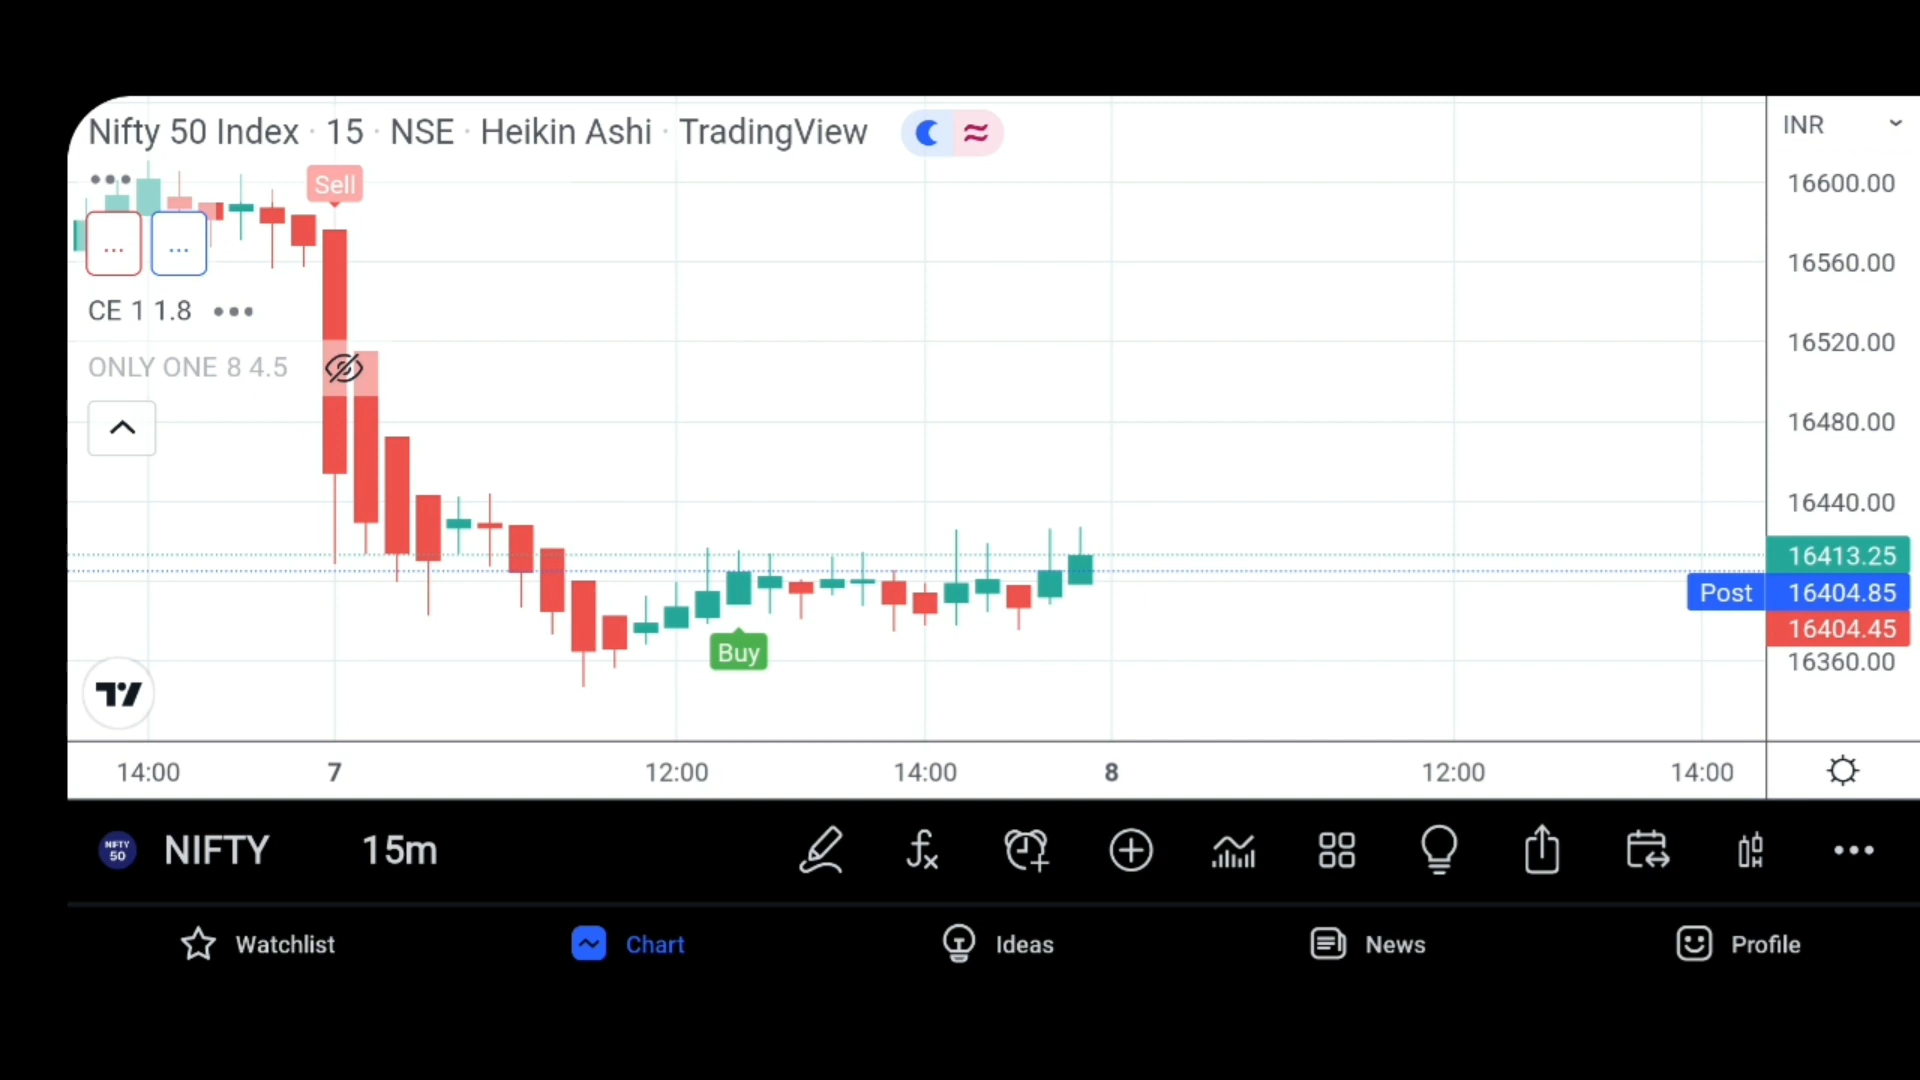 Nifty 50 Index · 15 · NSE · Heikin Ashi · TradingView
INR
16600.00
Sell
16560.00
CE 1 1.8
16520.00
ONLY ONE 8 4.5
16480.00
16440.00
16413.25
Post 16404.85
16404.45
Buy
16360.00
14:00 7 12:00 14:00 8 12:00 14:00
NIFTY 50 NIFTY 15m
Watchlist Chart Ideas News Profile